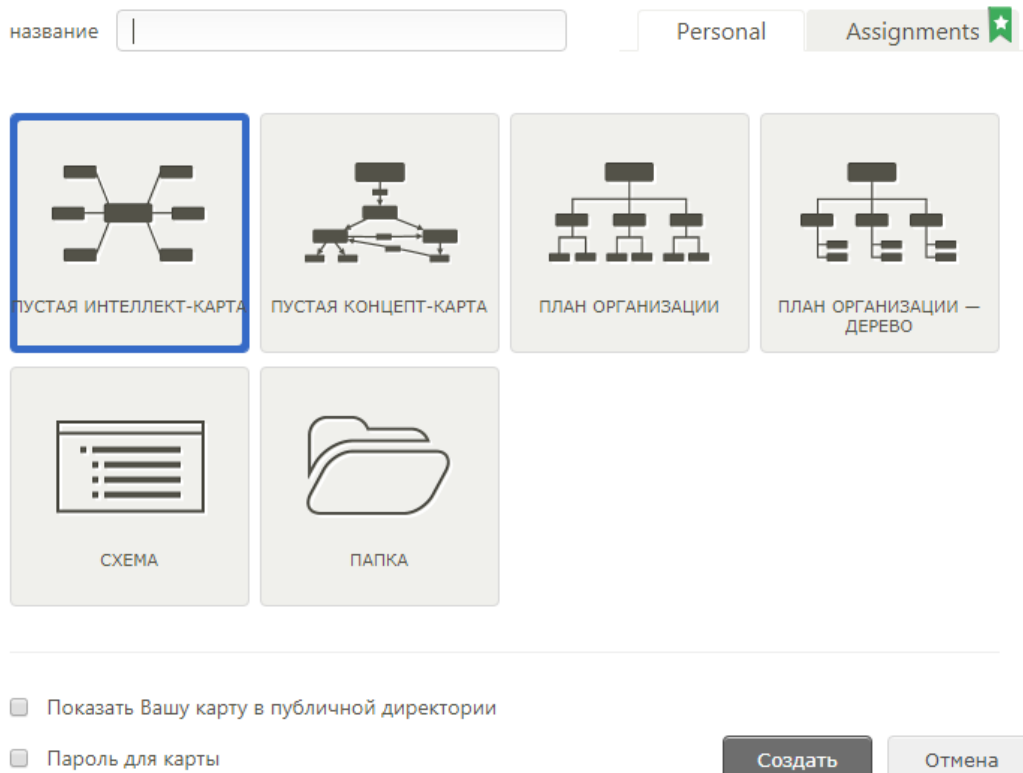 название
Personal
Assignments
ПУСТАЯ ИНТЕЛЛЕКТ-КАРТА
ПУСТАЯ КОНЦЕПТ-КАРТА
ПЛАН ОРГАНИЗАЦИИ
ПЛАН ОРГАНИЗАЦИИ —
ДЕРЕВО
СХЕМА
ПАПКА
Показать Вашу карту в публичной директории
Пароль для карты
Создать
Отмена